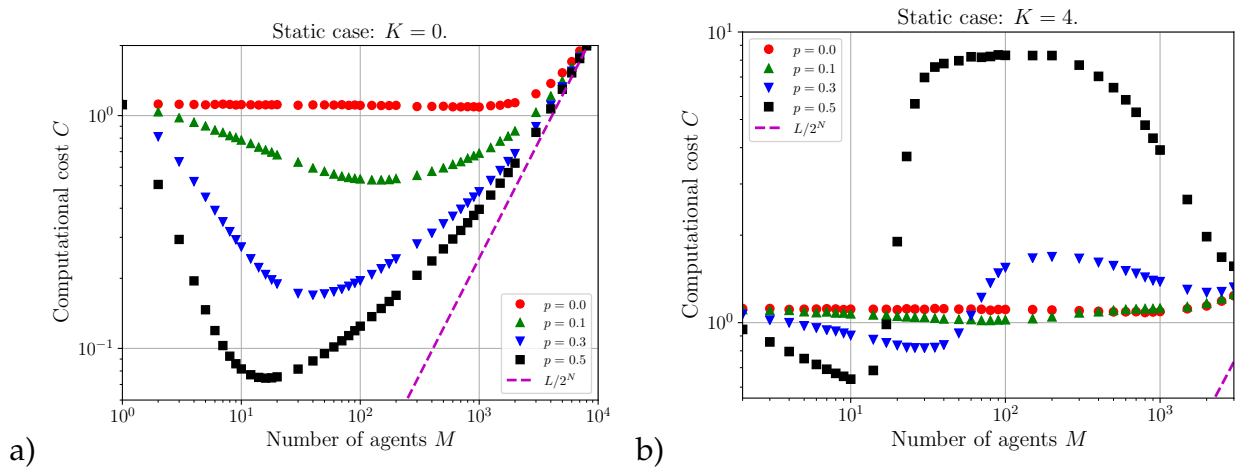 Static case: K = 0.
Computational cost C
10^0
10^{-1}
p = 0.0
p = 0.1
p = 0.3
p = 0.5
L/2^N
10^0
10^1
10^2
10^3
10^4
Number of agents M
a)
Static case: K = 4.
Computational cost C
10^1
10^0
p = 0.0
p = 0.1
p = 0.3
p = 0.5
L/2^N
10^1
10^2
10^3
Number of agents M
b)